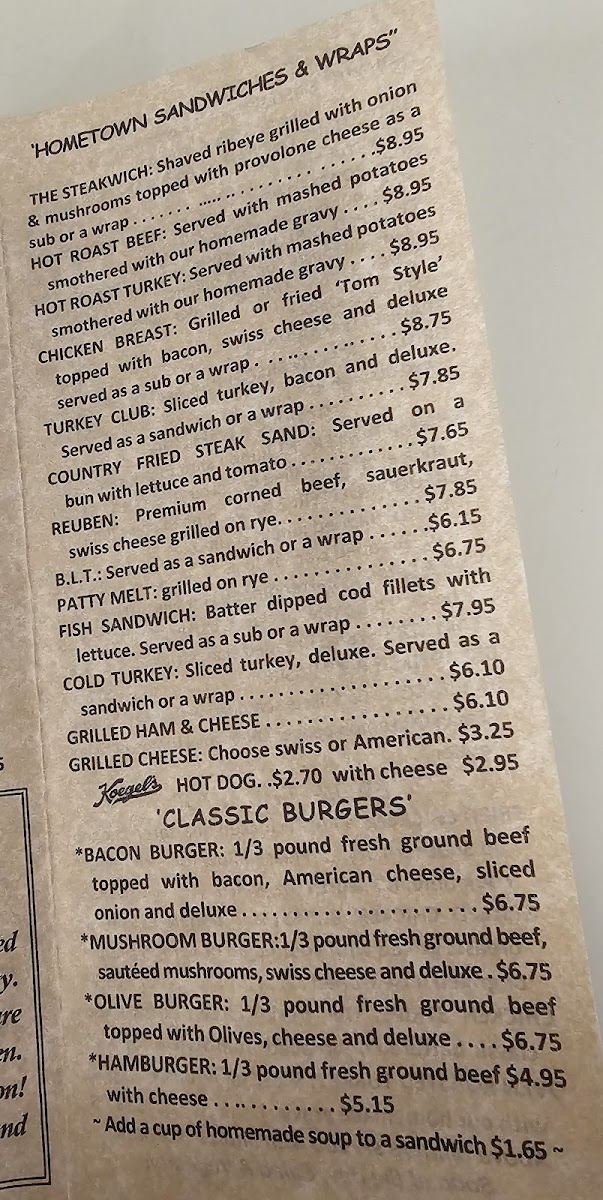 'HOMETOWN SANDWICHES & WRAPS"
THE STEAKWICH: Shaved ribeye grilled with onion
& mushrooms topped with provolone cheese as a
sub or a wrap . . . . . . . ..... .. . . . . . . . . . . . . .$8.95
HOT ROAST BEEF: Served with mashed potatoes
smothered with our homemade gravy . . . . $8.95
HOT ROAST TURKEY: Served with mashed potatoes
smothered with our homemade gravy . . . . $8.95
CHICKEN BREAST: Grilled or fried 'Tom Style'
topped with bacon, swiss cheese and deluxe
served as a sub or a wrap . . .. .. . . . . . . . . . $8.75
TURKEY CLUB: Sliced turkey, bacon and deluxe.
Served as a sandwich or a wrap . . . . . . . . . . $7.85
COUNTRY FRIED STEAK SAND: Served on a
bun with lettuce and tomato . . . . . . . . . . . . .$7.65
REUBEN: Premium corned beef, sauerkraut,
swiss cheese grilled on rye. . . . . . . . . . . . . . . $7.85
B.L.T.: Served as a sandwich or a wrap . . . . . .$6.15
PATTY MELT: grilled on rye . . . . . . . . . . . . . . . $6.75
FISH SANDWICH: Batter dipped cod fillets with
lettuce. Served as a sub or a wrap . . . . . . . . $7.95
COLD TURKEY: Sliced turkey, deluxe. Served as a
sandwich or a wrap . . . . . . . . . . . . . . . . . . . . $6.10
GRILLED HAM & CHEESE . . . . . . . . . . . . . . . . . . $6.10
GRILLED CHEESE: Choose swiss or American. $3.25
Koegel's HOT DOG. .$2.70 with cheese $2.95
'CLASSIC BURGERS'
*BACON BURGER: 1/3 pound fresh ground beef
topped with bacon, American cheese, sliced
onion and deluxe . . . . . . . . . . . . . . . . . . . . . . . $6.75
*MUSHROOM BURGER:1/3 pound fresh ground beef,
sautéed mushrooms, swiss cheese and deluxe . $6.75
*OLIVE BURGER: 1/3 pound fresh ground beef
topped with Olives, cheese and deluxe . . . . $6.75
*HAMBURGER: 1/3 pound fresh ground beef $4.95
with cheese . . .. .. . . . . . . . . . $5.15
~ Add a cup of homemade soup to a sandwich $1.65 ~